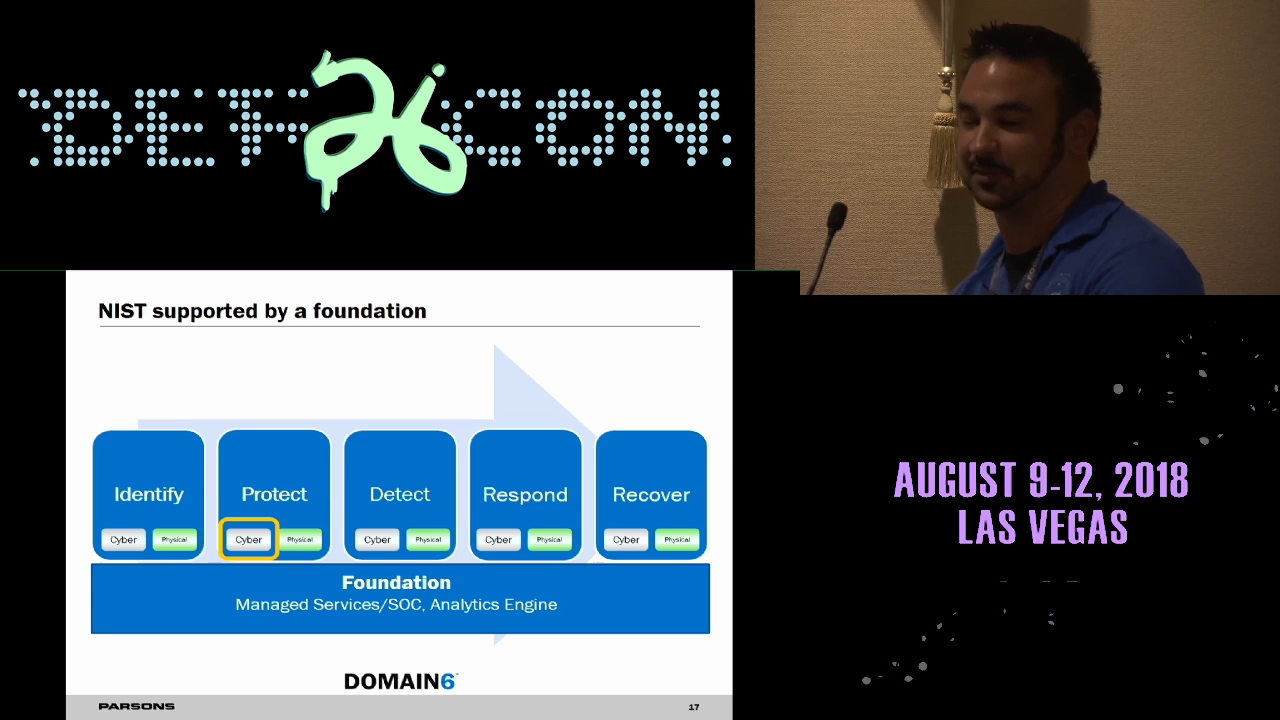 DEF 26 CON
NIST supported by a foundation
Identify
Protect
Detect
Respond
Recover
Cyber
Physical
Cyber
Physical
Cyber
Physical
Cyber
Physical
Cyber
Physical
Foundation
Managed Services/SOC, Analytics Engine
DOMAIN6
PARSONS
17
AUGUST 9-12, 2018
LAS VEGAS